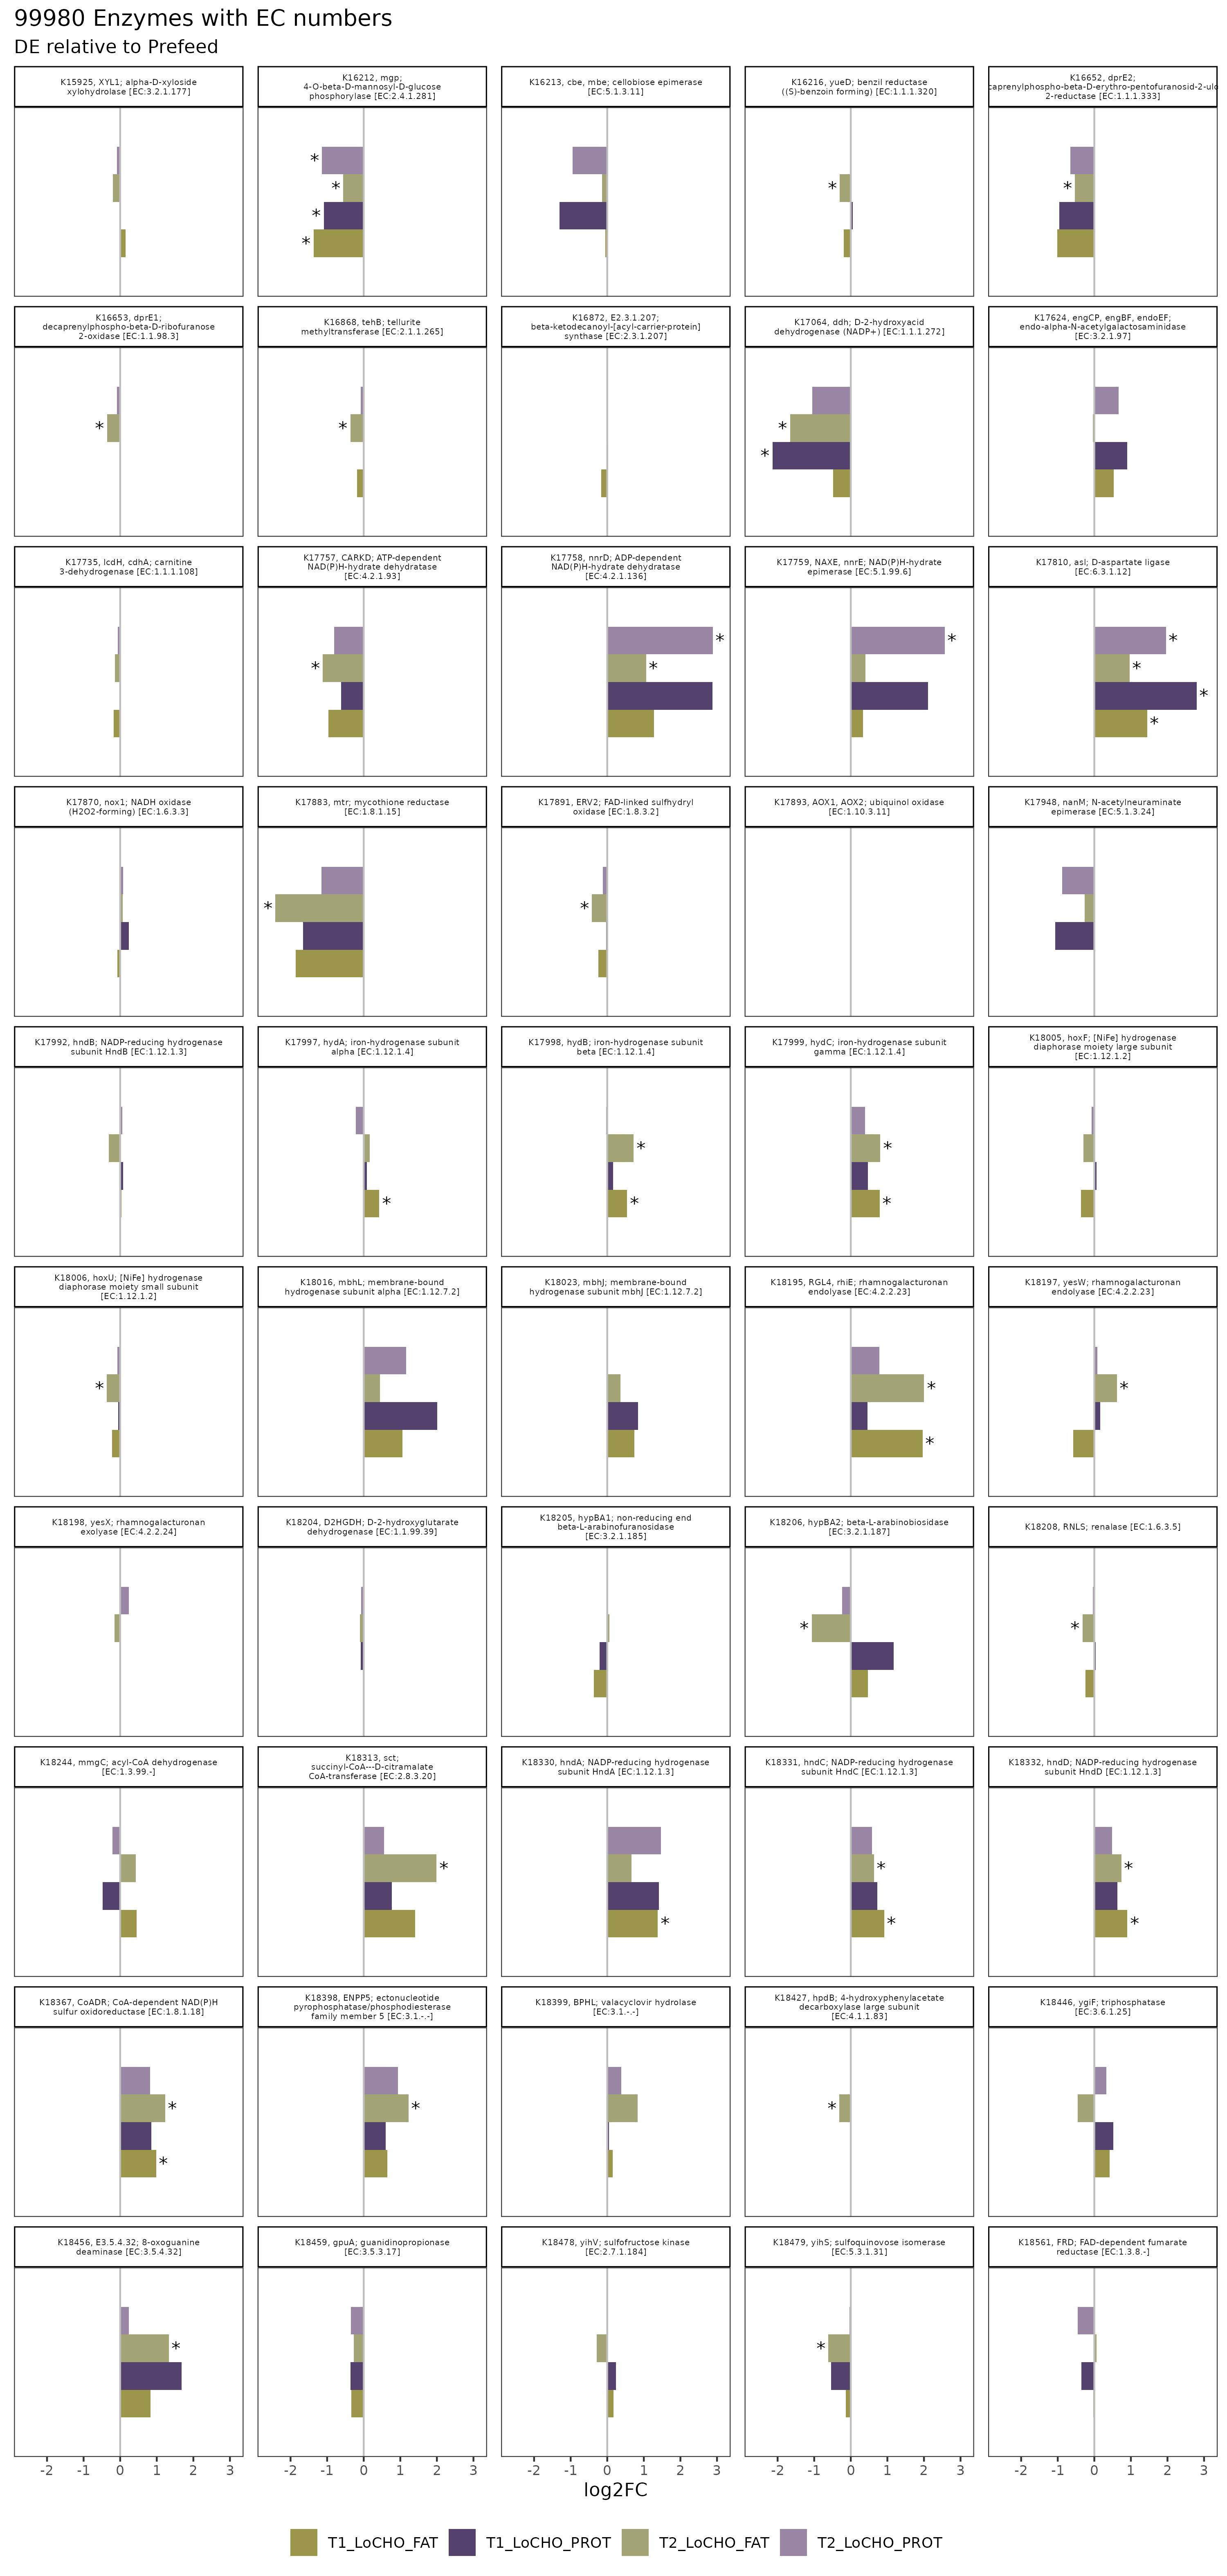 99980 Enzymes with EC numbers
DE relative to Prefeed
K15925, XYL1; alpha-D-xyloside
xylohydrolase [EC:3.2.1.177]
K16212, mgp;
4-O-beta-D-mannosyl-D-glucose
phosphorylase [EC:2.4.1.281]
K16213, cbe, mbe; cellobiose epimerase
[EC:5.1.3.11]
K16216, yueD; benzil reductase
((S)-benzoin forming) [EC:1.1.1.320]
K16652, dprE2;
caprenylphospho-beta-D-erythro-pentofuranosid-2-ulo
2-reductase [EC:1.1.1.333]
*
*
*
*
*
*
K16653, dprE1;
decaprenylphospho-beta-D-ribofuranose
2-oxidase [EC:1.1.98.3]
K16868, tehB; tellurite
methyltransferase [EC:2.1.1.265]
K16872, E2.3.1.207;
beta-ketodecanoyl-[acyl-carrier-protein]
synthase [EC:2.3.1.207]
K17064, ddh; D-2-hydroxyacid
dehydrogenase (NADP+) [EC:1.1.1.272]
K17624, engCP, engBF, endoEF;
endo-alpha-N-acetylgalactosaminidase
[EC:3.2.1.97]
*
*
*
*
K17735, lcdH, cdhA; carnitine
3-dehydrogenase [EC:1.1.1.108]
K17757, CARKD; ATP-dependent
NAD(P)H-hydrate dehydratase
[EC:4.2.1.93]
K17758, nnrD; ADP-dependent
NAD(P)H-hydrate dehydratase
[EC:4.2.1.136]
K17759, NAXE, nnrE; NAD(P)H-hydrate
epimerase [EC:5.1.99.6]
K17810, asl; D-aspartate ligase
[EC:6.3.1.12]
*
*
*
*
*
*
*
*
K17870, nox1; NADH oxidase
(H2O2-forming) [EC:1.6.3.3]
K17883, mtr; mycothione reductase
[EC:1.8.1.15]
K17891, ERV2; FAD-linked sulfhydryl
oxidase [EC:1.8.3.2]
K17893, AOX1, AOX2; ubiquinol oxidase
[EC:1.10.3.11]
K17948, nanM; N-acetylneuraminate
epimerase [EC:5.1.3.24]
*
*
K17992, hndB; NADP-reducing hydrogenase
subunit HndB [EC:1.12.1.3]
K17997, hydA; iron-hydrogenase subunit
alpha [EC:1.12.1.4]
K17998, hydB; iron-hydrogenase subunit
beta [EC:1.12.1.4]
K17999, hydC; iron-hydrogenase subunit
gamma [EC:1.12.1.4]
K18005, hoxF; [NiFe] hydrogenase
diaphorase moiety large subunit
[EC:1.12.1.2]
*
*
*
*
*
K18006, hoxU; [NiFe] hydrogenase
diaphorase moiety small subunit
[EC:1.12.1.2]
K18016, mbhL; membrane-bound
hydrogenase subunit alpha [EC:1.12.7.2]
K18023, mbhJ; membrane-bound
hydrogenase subunit mbhJ [EC:1.12.7.2]
K18195, RGL4, rhiE; rhamnogalacturonan
endolyase [EC:4.2.2.23]
K18197, yesW; rhamnogalacturonan
endolyase [EC:4.2.2.23]
*
*
*
*
K18198, yesX; rhamnogalacturonan
exolyase [EC:4.2.2.24]
K18204, D2HGDH; D-2-hydroxyglutarate
dehydrogenase [EC:1.1.99.39]
K18205, hypBA1; non-reducing end
beta-L-arabinofuranosidase
[EC:3.2.1.185]
K18206, hypBA2; beta-L-arabinobiosidase
[EC:3.2.1.187]
K18208, RNLS; renalase [EC:1.6.3.5]
*
*
K18244, mmgC; acyl-CoA dehydrogenase
[EC:1.3.99.-]
K18313, sct;
succinyl-CoA---D-citramalate
CoA-transferase [EC:2.8.3.20]
K18330, hndA; NADP-reducing hydrogenase
subunit HndA [EC:1.12.1.3]
K18331, hndC; NADP-reducing hydrogenase
subunit HndC [EC:1.12.1.3]
K18332, hndD; NADP-reducing hydrogenase
subunit HndD [EC:1.12.1.3]
*
*
*
*
*
*
K18367, CoADR; CoA-dependent NAD(P)H
sulfur oxidoreductase [EC:1.8.1.18]
K18398, ENPP5; ectonucleotide
pyrophosphatase/phosphodiesterase
family member 5 [EC:3.1.-.-]
K18399, BPHL; valacyclovir hydrolase
[EC:3.1.-.-]
K18427, hpdB; 4-hydroxyphenylacetate
decarboxylase large subunit
[EC:4.1.1.83]
K18446, ygiF; triphosphatase
[EC:3.6.1.25]
*
*
*
*
K18456, E3.5.4.32; 8-oxoguanine
deaminase [EC:3.5.4.32]
K18459, gpuA; guanidinopropionase
[EC:3.5.3.17]
K18478, yihV; sulfofructose kinase
[EC:2.7.1.184]
K18479, yihS; sulfoquinovose isomerase
[EC:5.3.1.31]
K18561, FRD; FAD-dependent fumarate
reductase [EC:1.3.8.-]
*
*
-2 -1 0 1 2 3
-2 -1 0 1 2 3
-2 -1 0 1 2 3
-2 -1 0 1 2 3
-2 -1 0 1 2 3
log2FC
T1_LoCHO_FAT T1_LoCHO_PROT T2_LoCHO_FAT T2_LoCHO_PROT